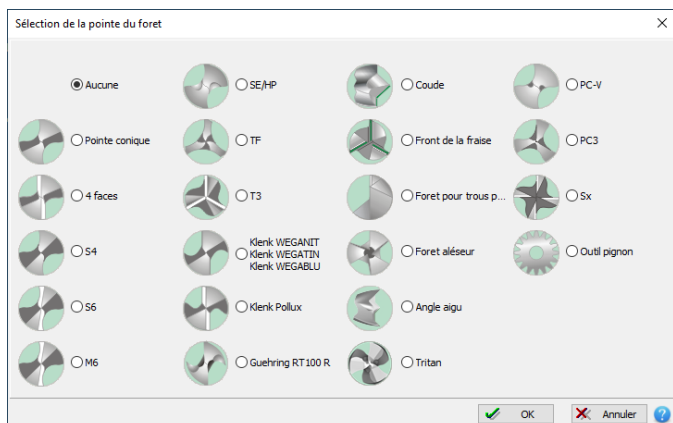 Sélection de la pointe du foret
Aucune
SE/HP
Coude
PC-V
Pointe conique
TF
Front de la fraise
PC3
4 faces
T3
Foret pour trous p...
Sx
S4
Klenk WEGANIT
Klenk WEGATIN
Klenk WEGABLU
Foret aléseur
Outil pignon
S6
Klenk Pollux
Angle aigu
M6
Guehring RT100 R
Tritan
OK
Annuler
?